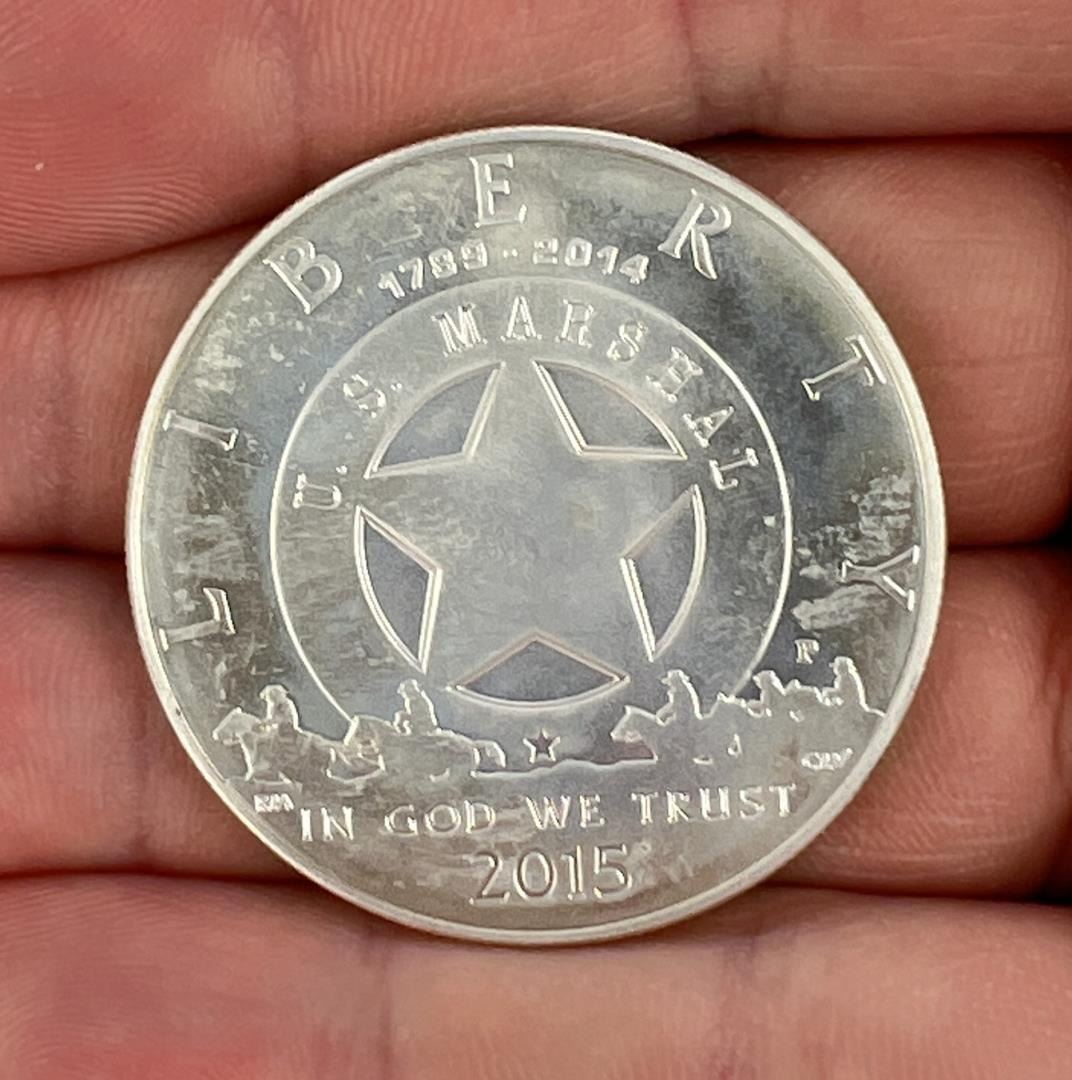 LIBERTY
1789 - 2014
U.S. MARSHAL
P
IN GOD WE TRUST
2015